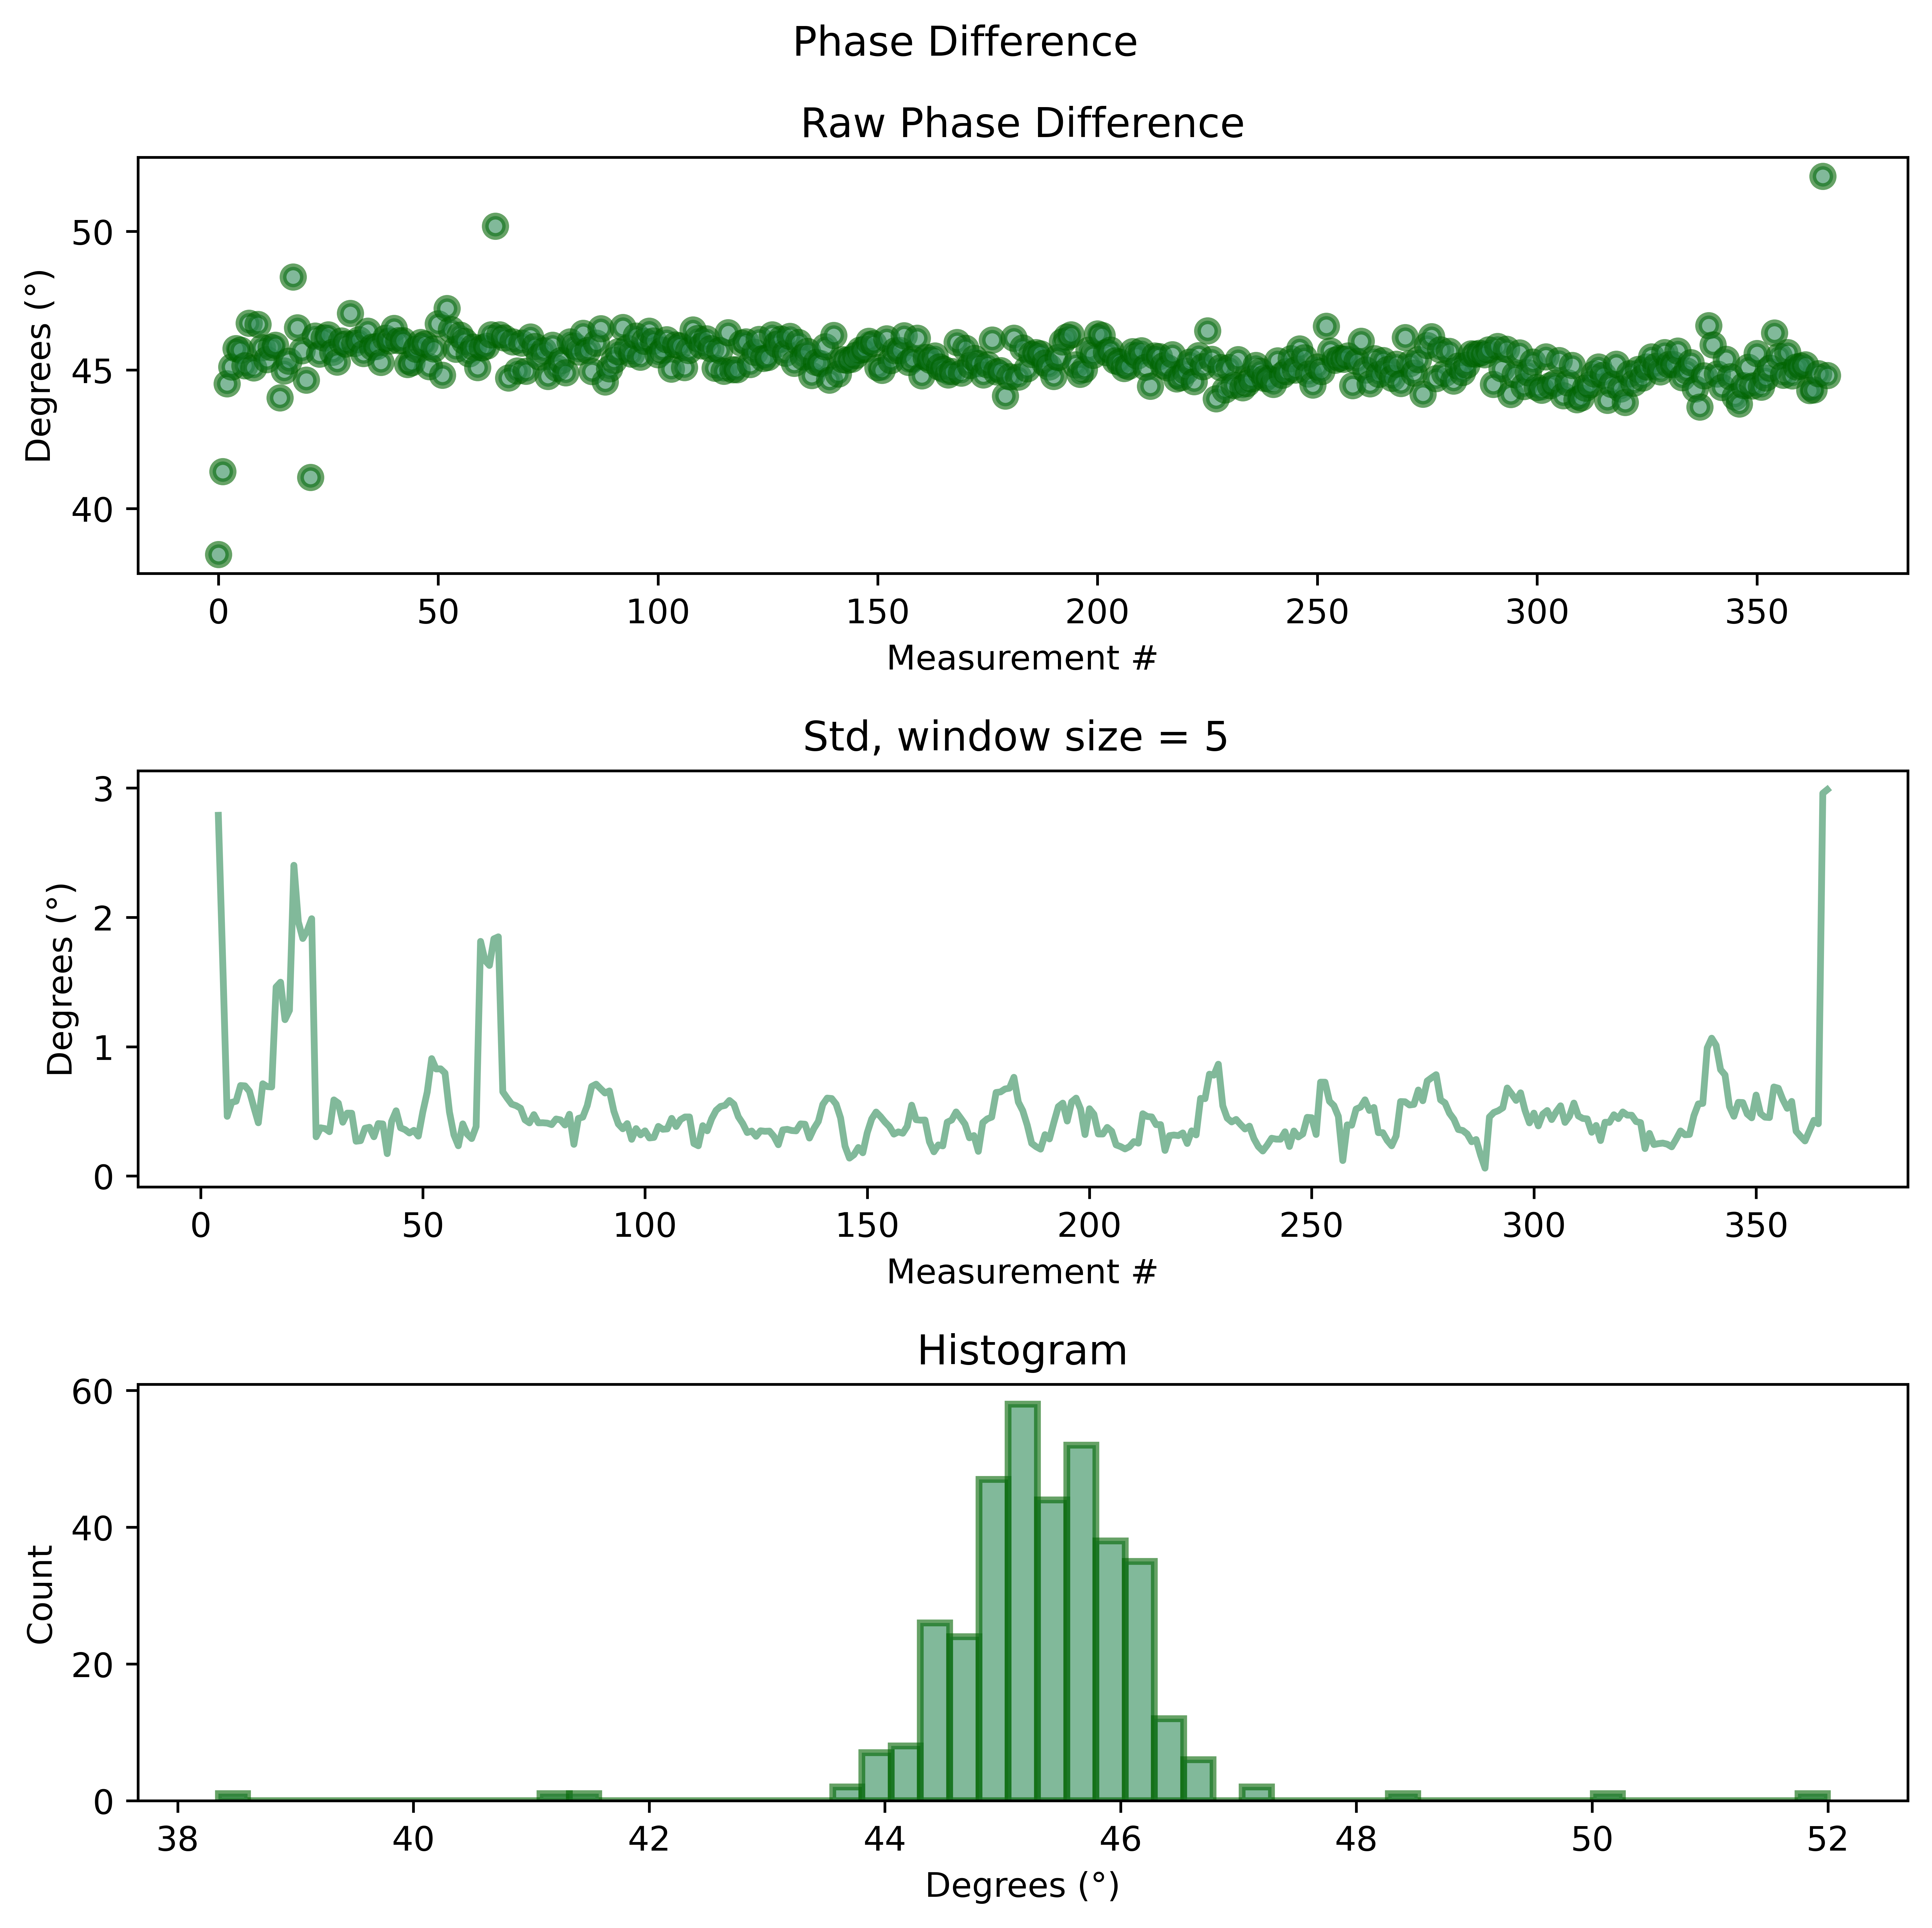 Phase Difference
Raw Phase Difference
Degrees (°)
50
45
40
0 50 100 150 200 250 300 350
Measurement #
Std, window size = 5
Degrees (°)
3
2
1
0
0 50 100 150 200 250 300 350
Measurement #
Histogram
Count
60
40
20
0
38 40 42 44 46 48 50 52
Degrees (°)